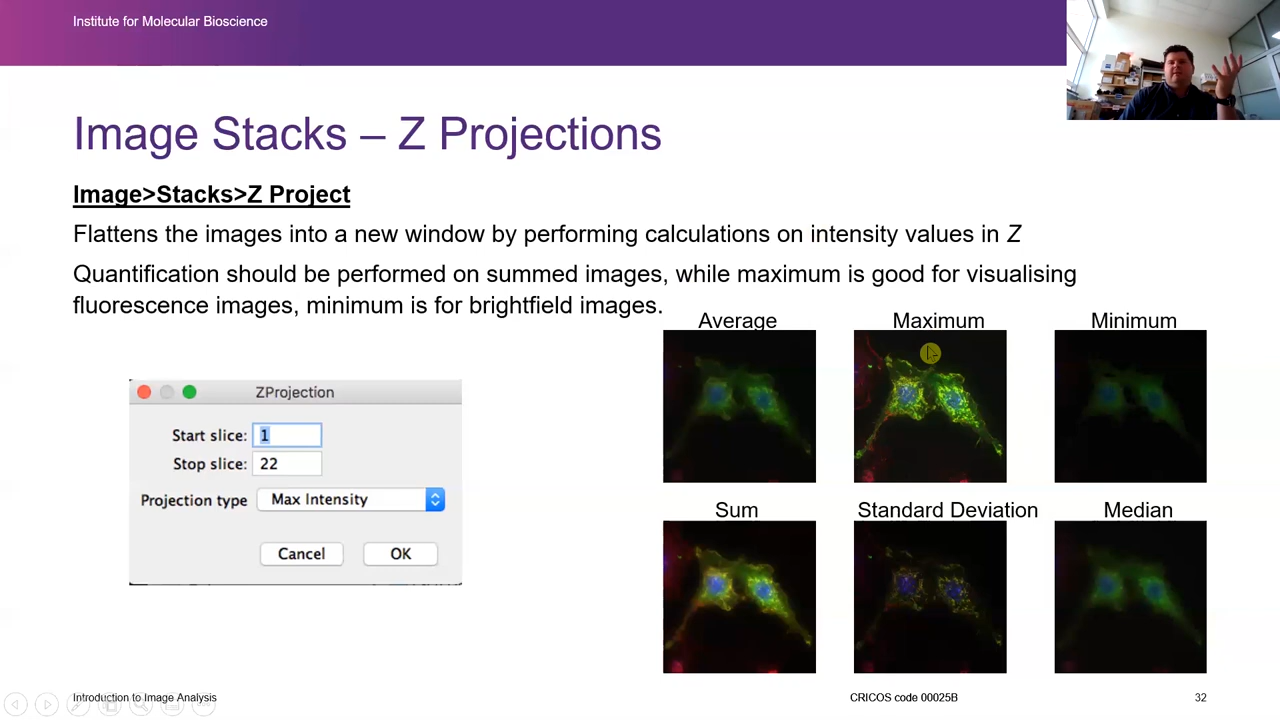 Institute for Molecular Bioscience
Image Stacks – Z Projections
Image>Stacks>Z Project
Flattens the images into a new window by performing calculations on intensity values in Z
Quantification should be performed on summed images, while maximum is good for visualising
fluorescence images, minimum is for brightfield images.
Average Maximum Minimum
ZProjection
Start slice: 1
Stop slice: 22
Projection type Max Intensity
Cancel OK
Sum Standard Deviation Median
Introduction to Image Analysis CRICOS code 00025B 32